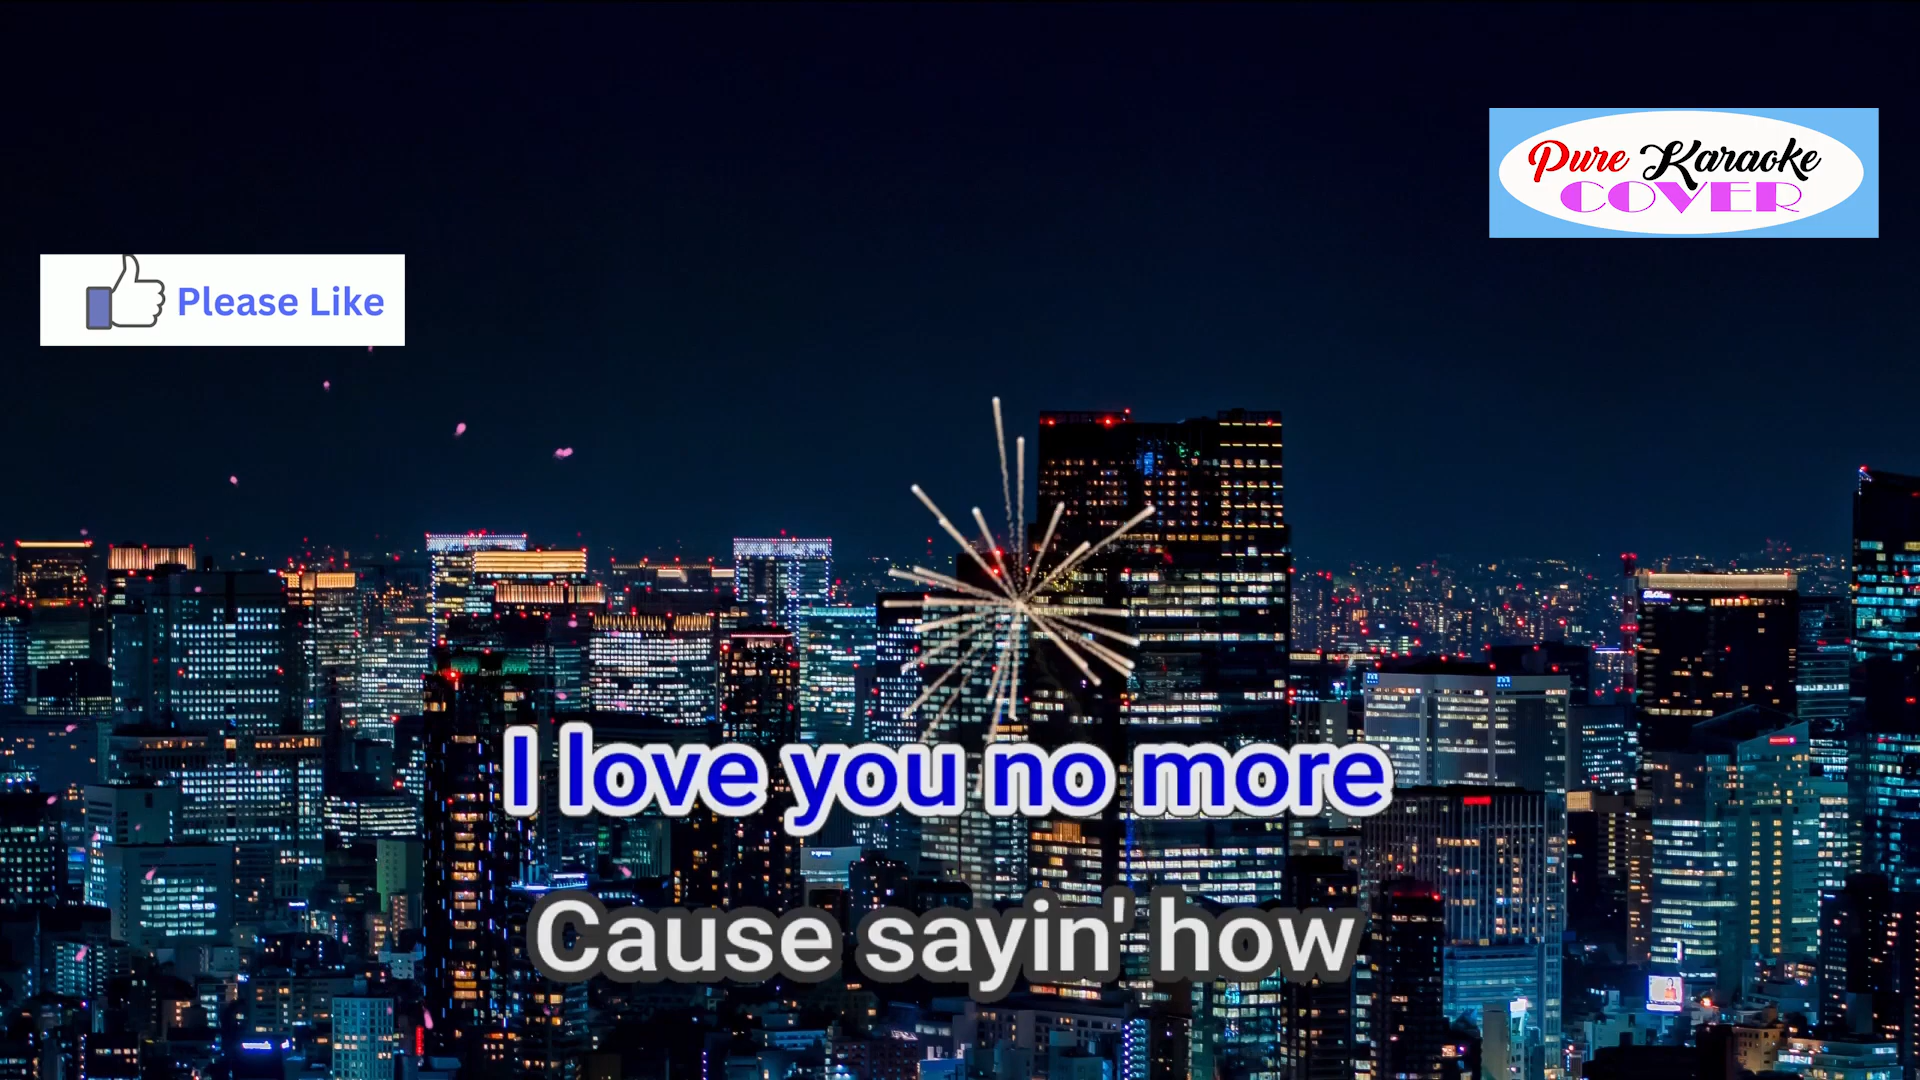 Pure Karaoke
COVER
Please Like
I love you no more
Cause sayin' how